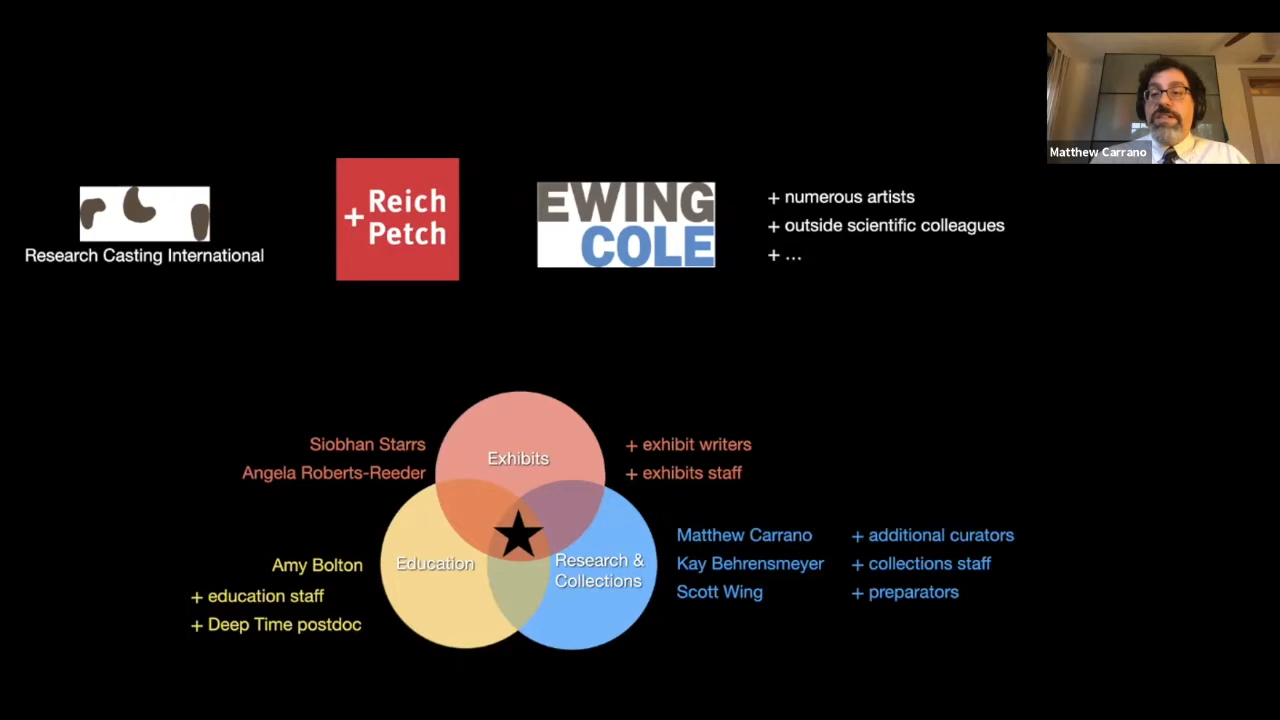 Matthew Carrano
Research Casting International
+ Reich
Petch
EWING
COLE
+ numerous artists
+ outside scientific colleagues
+ ...
Exhibits
Siobhan Starrs
Angela Roberts-Reeder
+ exhibit writers
+ exhibits staff
Education
Amy Bolton
+ education staff
+ Deep Time postdoc
Research &
Collections
Matthew Carrano
Kay Behrensmeyer
Scott Wing
+ additional curators
+ collections staff
+ preparators